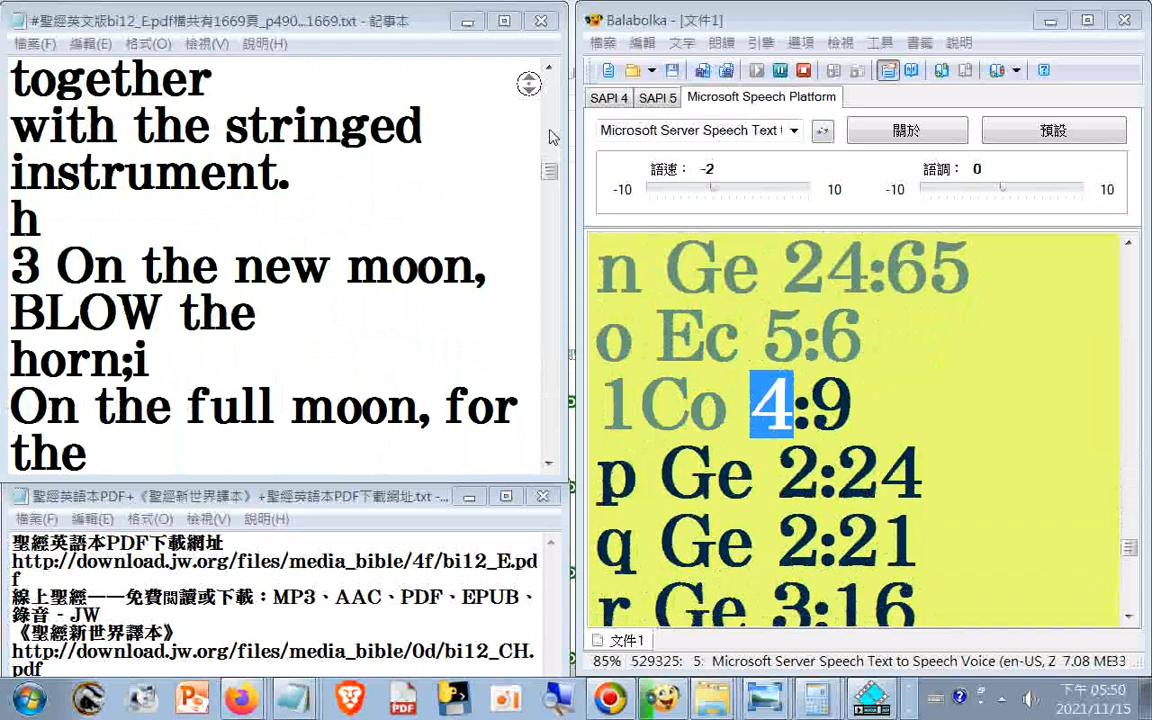 #聖經英文版bi12_E.pdf檔共有1669頁_p490...1669.txt - 記事本
檔案(F) 編輯(E) 格式(O) 檢視(V) 說明(H)
together
with the stringed
instrument.
h
3 On the new moon,
BLOW the
horn;i
On the full moon, for
the
聖經英語本PDF+《聖經新世界譯本》+聖經英語本PDF下載網址.txt -...
檔案(F) 編輯(E) 格式(O) 檢視(V) 說明(H)
聖經英語本PDF下載網址
http://download.jw.org/files/media_bible/4f/bi12_E.pd
f
線上聖經——免費閱讀或下載：MP3、AAC、PDF、EPUB、
錄音 - JW
《聖經新世界譯本》
http://download.jw.org/files/media_bible/0d/bi12_CH.
pdf
Balabolka - [文件1]
檔案 編輯 文字 朗讀 引擎 選項 檢視 工具 書籤 說明
SAPI 4 SAPI 5 Microsoft Speech Platform
Microsoft Server Speech Text 關於 預設
語速： -2 語調： 0
-10 10 -10 10
n Ge 24:65
o Ec 5:6
1Co 4:9
p Ge 2:24
q Ge 2:21
r Ge 3:16
文件1
85% 529325: 5: Microsoft Server Speech Text to Speech Voice (en-US, Z 7.08 ME33
PDF
下午 05:50
2021/11/15